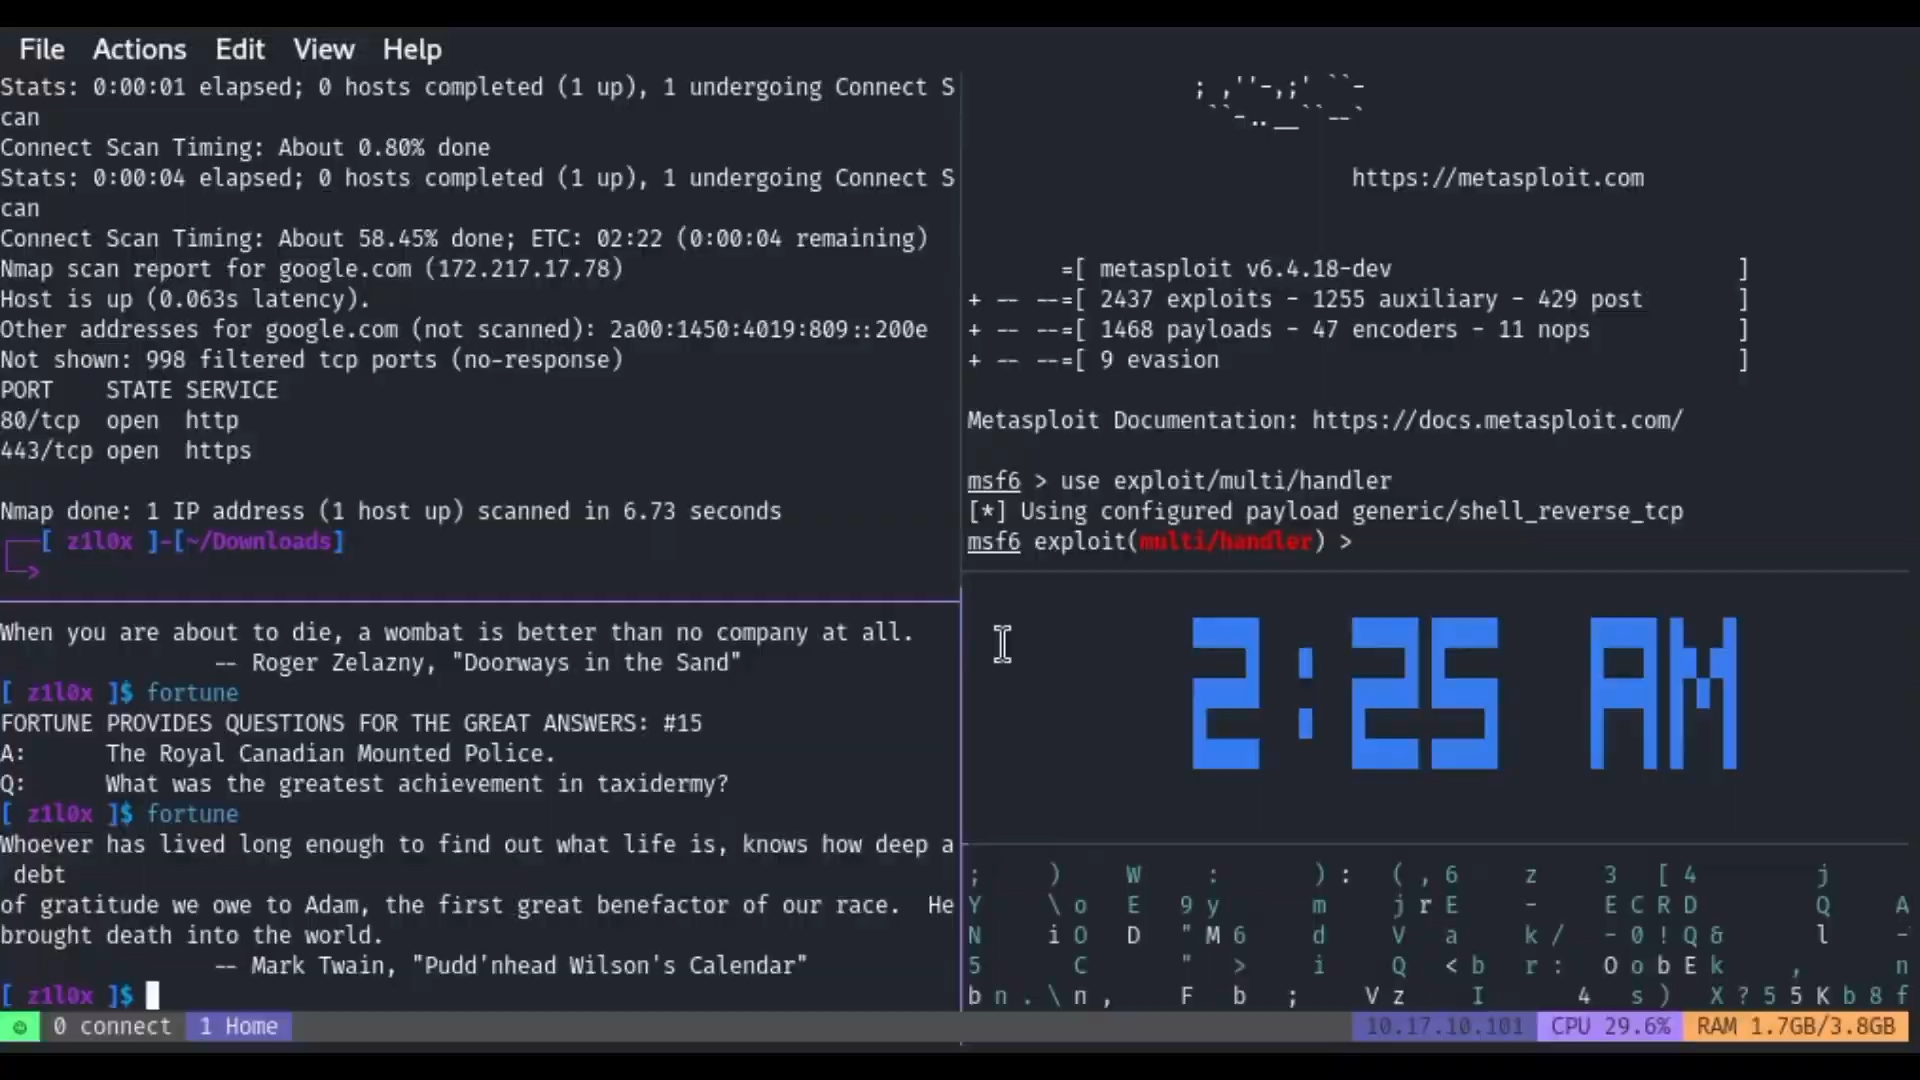 File Actions Edit View Help
Stats: 0:00:01 elapsed; 0 hosts completed (1 up), 1 undergoing Connect S
can
Connect Scan Timing: About 0.80% done
Stats: 0:00:04 elapsed; 0 hosts completed (1 up), 1 undergoing Connect S
can
Connect Scan Timing: About 58.45% done; ETC: 02:22 (0:00:04 remaining)
Nmap scan report for google.com (172.217.17.78)
Host is up (0.063s latency).
Other addresses for google.com (not scanned): 2a00:1450:4019:809::200e
Not shown: 998 filtered tcp ports (no-response)
PORT    STATE SERVICE
80/tcp  open  http
443/tcp open  https
Nmap done: 1 IP address (1 host up) scanned in 6.73 seconds
[ z1l0x ]-[~/Downloads]
>
When you are about to die, a wombat is better than no company at all.
-- Roger Zelazny, "Doorways in the Sand"
[ z1l0x ]$ fortune
FORTUNE PROVIDES QUESTIONS FOR THE GREAT ANSWERS: #15
A:      The Royal Canadian Mounted Police.
Q:      What was the greatest achievement in taxidermy?
[ z1l0x ]$ fortune
Whoever has lived long enough to find out what life is, knows how deep a
debt
of gratitude we owe to Adam, the first great benefactor of our race.  He
brought death into the world.
-- Mark Twain, "Pudd'nhead Wilson's Calendar"
[ z1l0x ]$
; ,''-,;' ``-
``-..__``--`
https://metasploit.com
=[ metasploit v6.4.18-dev ]
+ -- --=[ 2437 exploits - 1255 auxiliary - 429 post ]
+ -- --=[ 1468 payloads - 47 encoders - 11 nops ]
+ -- --=[ 9 evasion ]
Metasploit Documentation: https://docs.metasploit.com/
msf6 > use exploit/multi/handler
[*] Using configured payload generic/shell_reverse_tcp
msf6 exploit(multi/handler) >
2:25 AM
; ) W : ) : ( , 6 z 3 [ 4 j
Y \ o E 9 y m j r E - E C R D Q A
N i O D " M 6 d V a k / - 0 ! Q & l -
5 C " > i Q < b r : O o b E k , n
b n . \ n , F b ; V z I 4 s ) X ? 5 5 K b 8 f
0 connect 1 Home 10.17.10.101 CPU 29.6% RAM 1.7GB/3.8GB